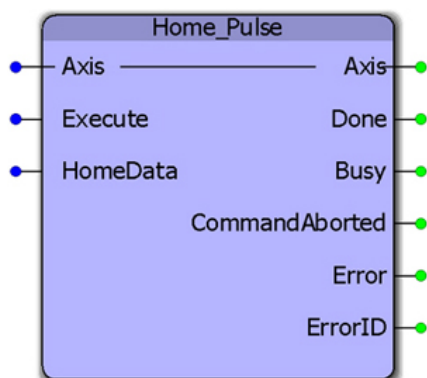 Home_Pulse
Axis Axis
Execute Done
HomeData Busy
CommandAborted
Error
ErrorID